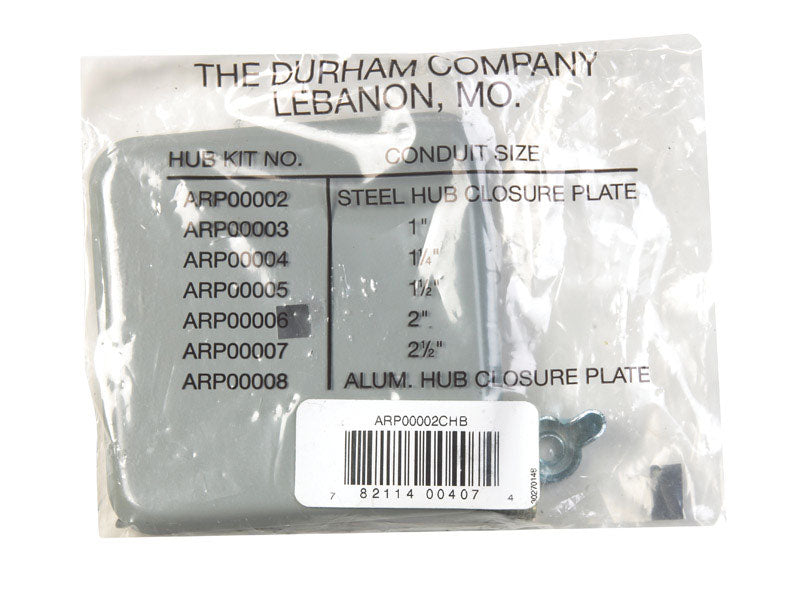 THE DURHAM COMPANY
LEBANON, MO.
HUB KIT NO. CONDUIT SIZE
ARP00002 STEEL HUB CLOSURE PLATE
ARP00003 1"
ARP00004 1¼"
ARP00005 1½"
ARP00006 2"
ARP00007 2½"
ARP00008 ALUM. HUB CLOSURE PLATE
ARP00002CHB
7 82114 00407 4